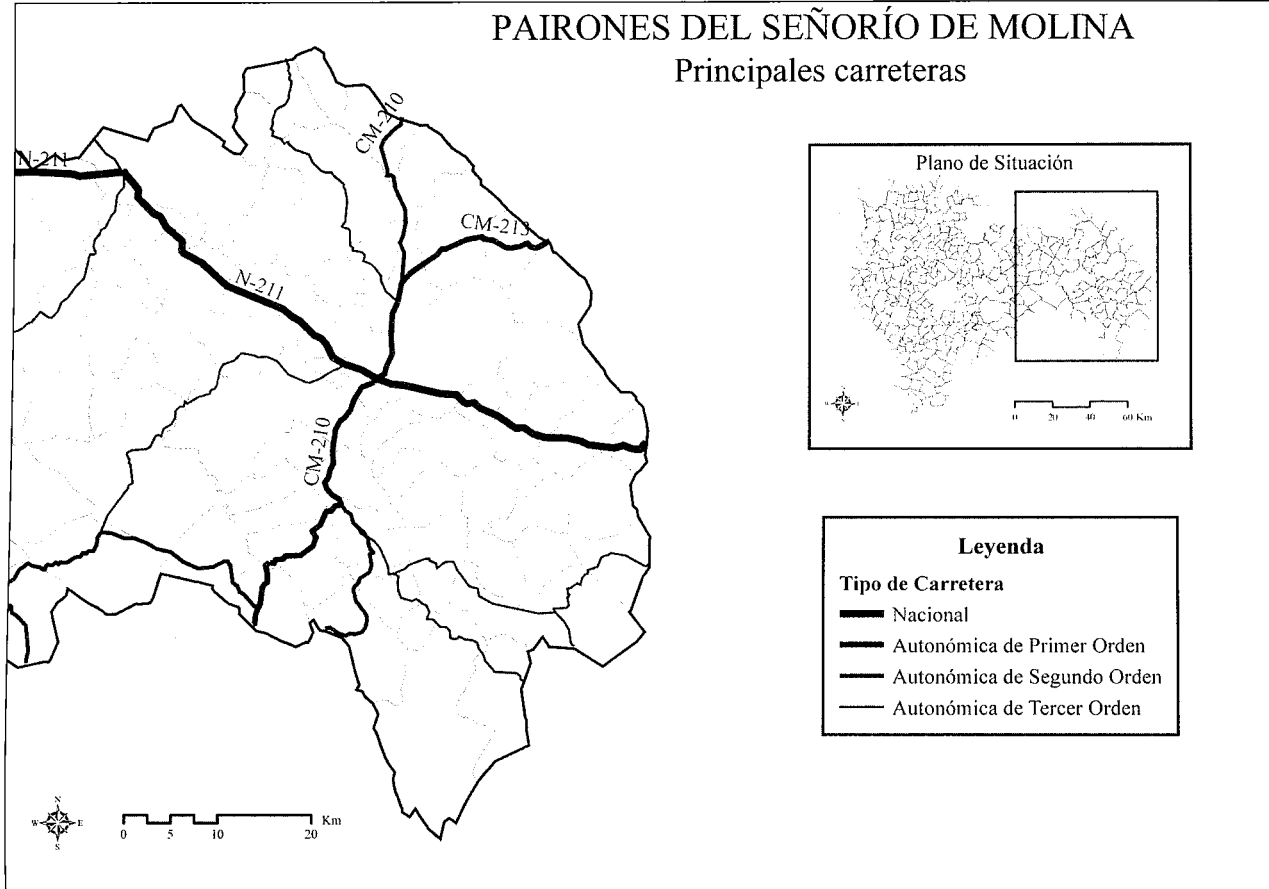 PAIRONES DEL SEÑORÍO DE MOLINA
Principales carreteras
CM-210
N-211
CM-213
N-211
CM-210
Plano de Situación
N
W E
S
0 20 40 60 Km
Leyenda
Tipo de Carretera
Nacional
Autonómica de Primer Orden
Autonómica de Segundo Orden
Autonómica de Tercer Orden
N
W E
S
0 5 10 20 Km